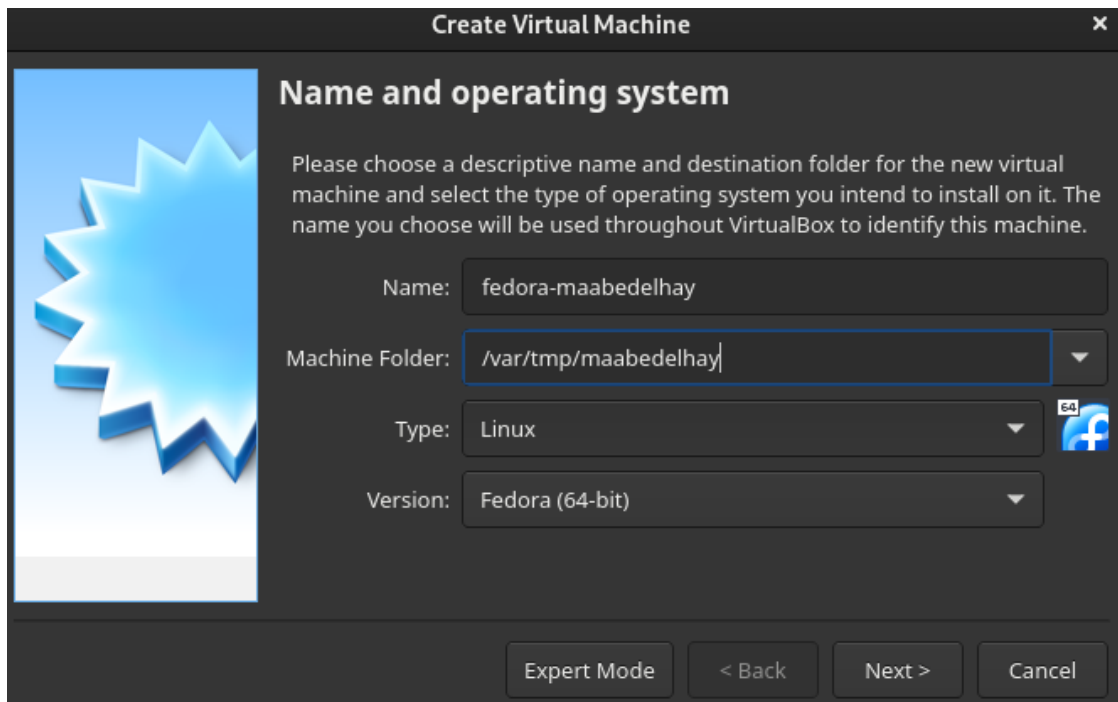 Create Virtual Machine
×
Name and operating system
Please choose a descriptive name and destination folder for the new virtual
machine and select the type of operating system you intend to install on it. The
name you choose will be used throughout VirtualBox to identify this machine.
Name: fedora-maabedelhay
Machine Folder: /var/tmp/maabedelhay
Type: Linux
64
Version: Fedora (64-bit)
Expert Mode < Back Next > Cancel